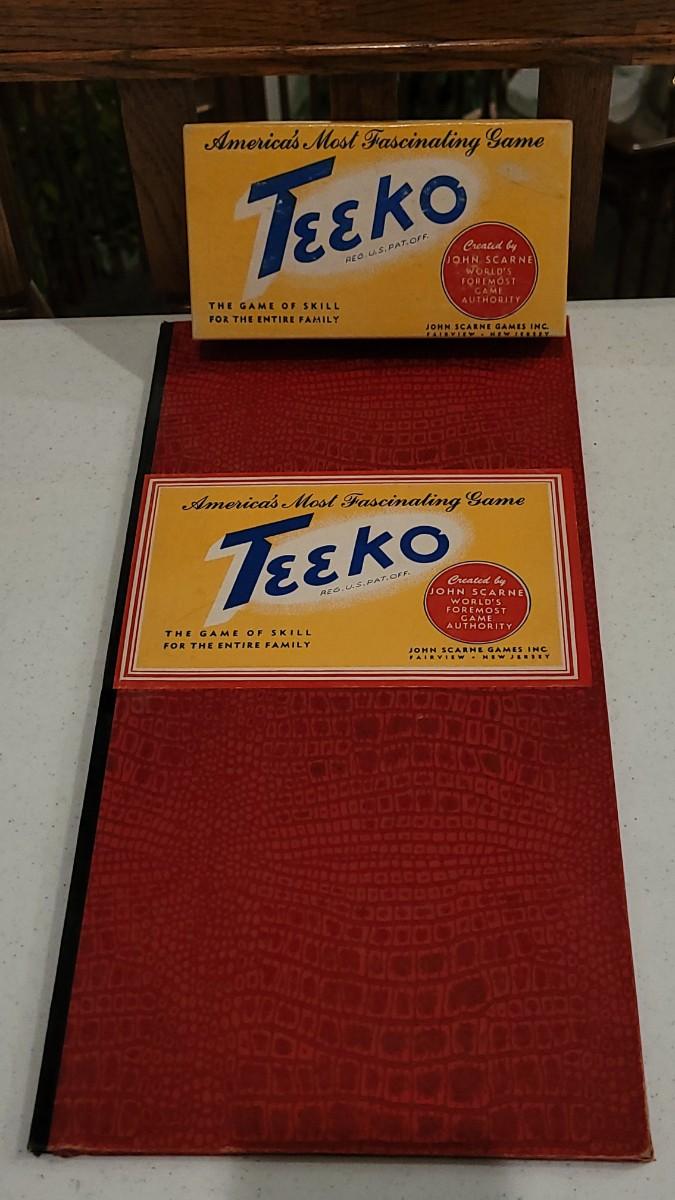 America's Most Fascinating Game
TEEKO
REG. U.S. PAT. OFF.
Created by
JOHN SCARNE
WORLD'S
FOREMOST
GAME
AUTHORITY
THE GAME OF SKILL
FOR THE ENTIRE FAMILY
JOHN SCARNE GAMES INC.
FAIRVIEW - NEW JERSEY
America's Most Fascinating Game
TEEKO
REG. U.S. PAT. OFF.
Created by
JOHN SCARNE
WORLD'S
FOREMOST
GAME
AUTHORITY
THE GAME OF SKILL
FOR THE ENTIRE FAMILY
JOHN SCARNE GAMES INC.
FAIRVIEW - NEW JERSEY